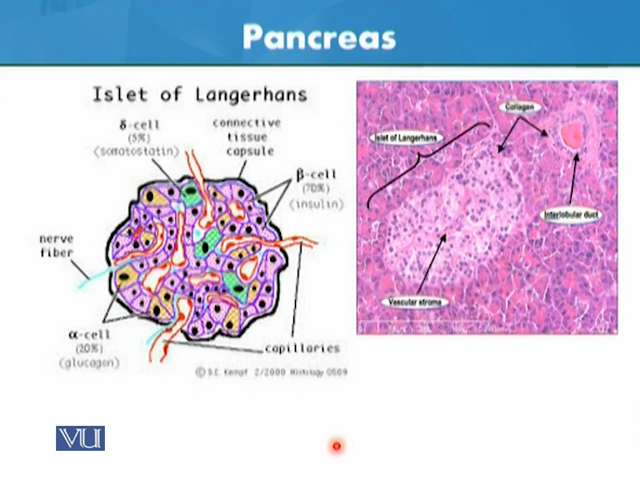 Pancreas
Islet of Langerhans
δ-cell
(5%)
(somatostatin)
connective
tissue
capsule
β-cell
(70%)
(insulin)
nerve
fiber
α-cell
(20%)
(glucagen)
capillaries
©S.C. Kempf 2/2000 Histology 0509
Collagen
Islet of Langerhans
Interlobular duct
Vascular stroma
VU